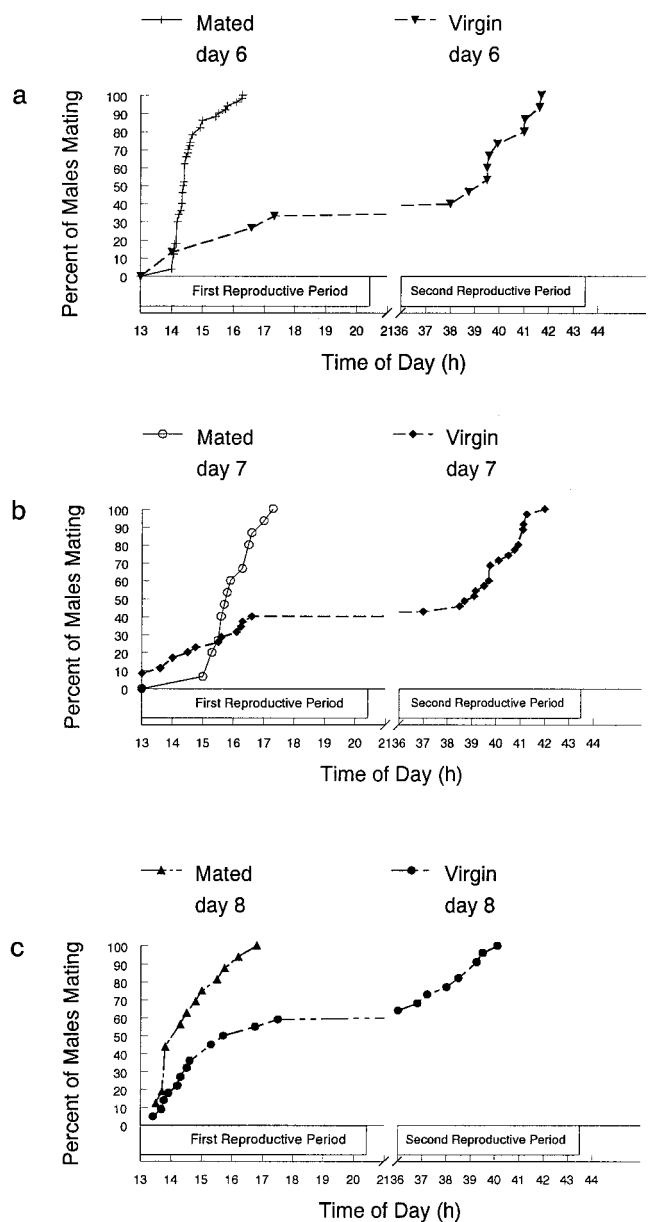 Mated Virgin
day 6 day 6
a
Percent of Males Mating
100
90
80
70
60
50
40
30
20
10
0
First Reproductive Period Second Reproductive Period
13 14 15 16 17 18 19 20 21 36 37 38 39 40 41 42 43 44
Time of Day (h)
Mated Virgin
day 7 day 7
b
Percent of Males Mating
100
90
80
70
60
50
40
30
20
10
0
First Reproductive Period Second Reproductive Period
13 14 15 16 17 18 19 20 21 36 37 38 39 40 41 42 43 44
Time of Day (h)
Mated Virgin
day 8 day 8
c
Percent of Males Mating
100
90
80
70
60
50
40
30
20
10
0
First Reproductive Period Second Reproductive Period
13 14 15 16 17 18 19 20 21 36 37 38 39 40 41 42 43 44
Time of Day (h)